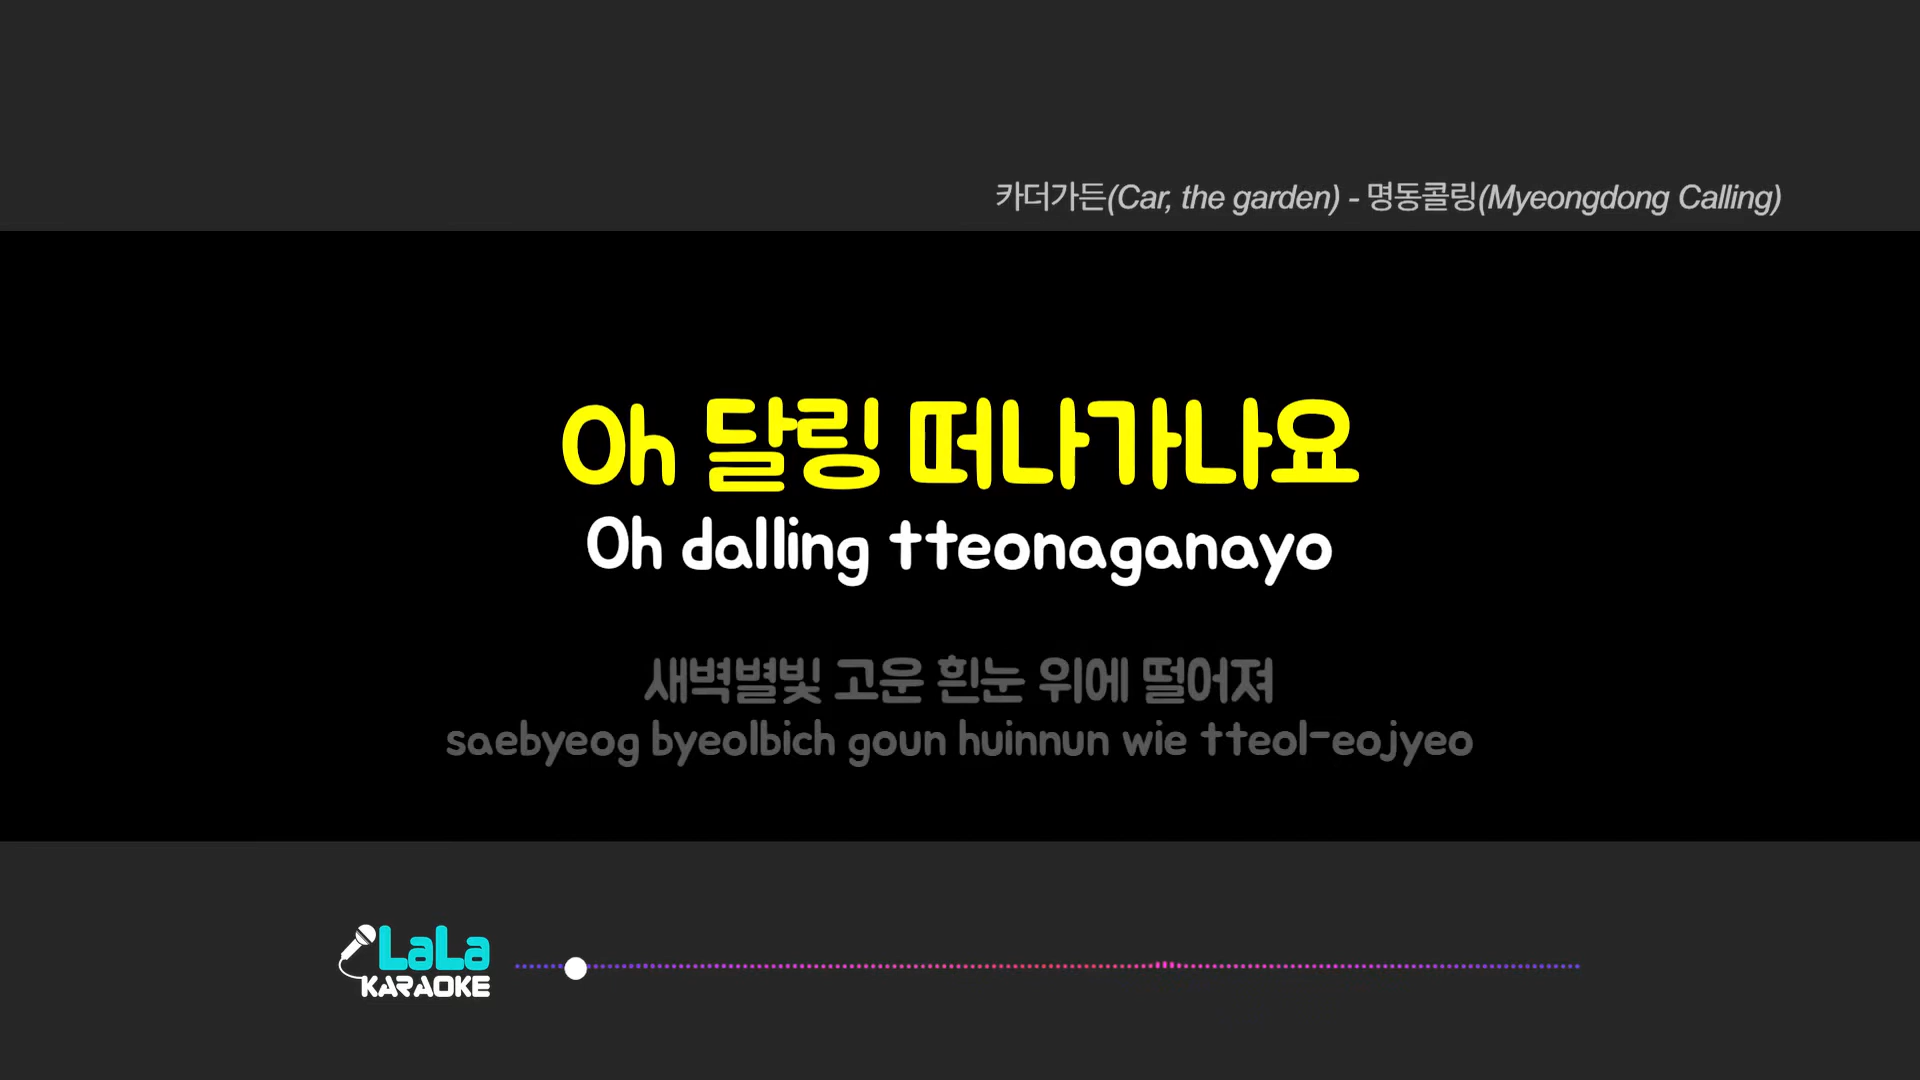 카더가든(Car, the garden) - 명동콜링(Myeongdong Calling)
Oh 달링 떠나가나요
Oh dalling tteonaganayo
새벽별빛 고운 흰눈 위에 떨어져
saebyeog byeolbich goun huinnun wie tteol-eojyeo
LaLa
KARAOKE